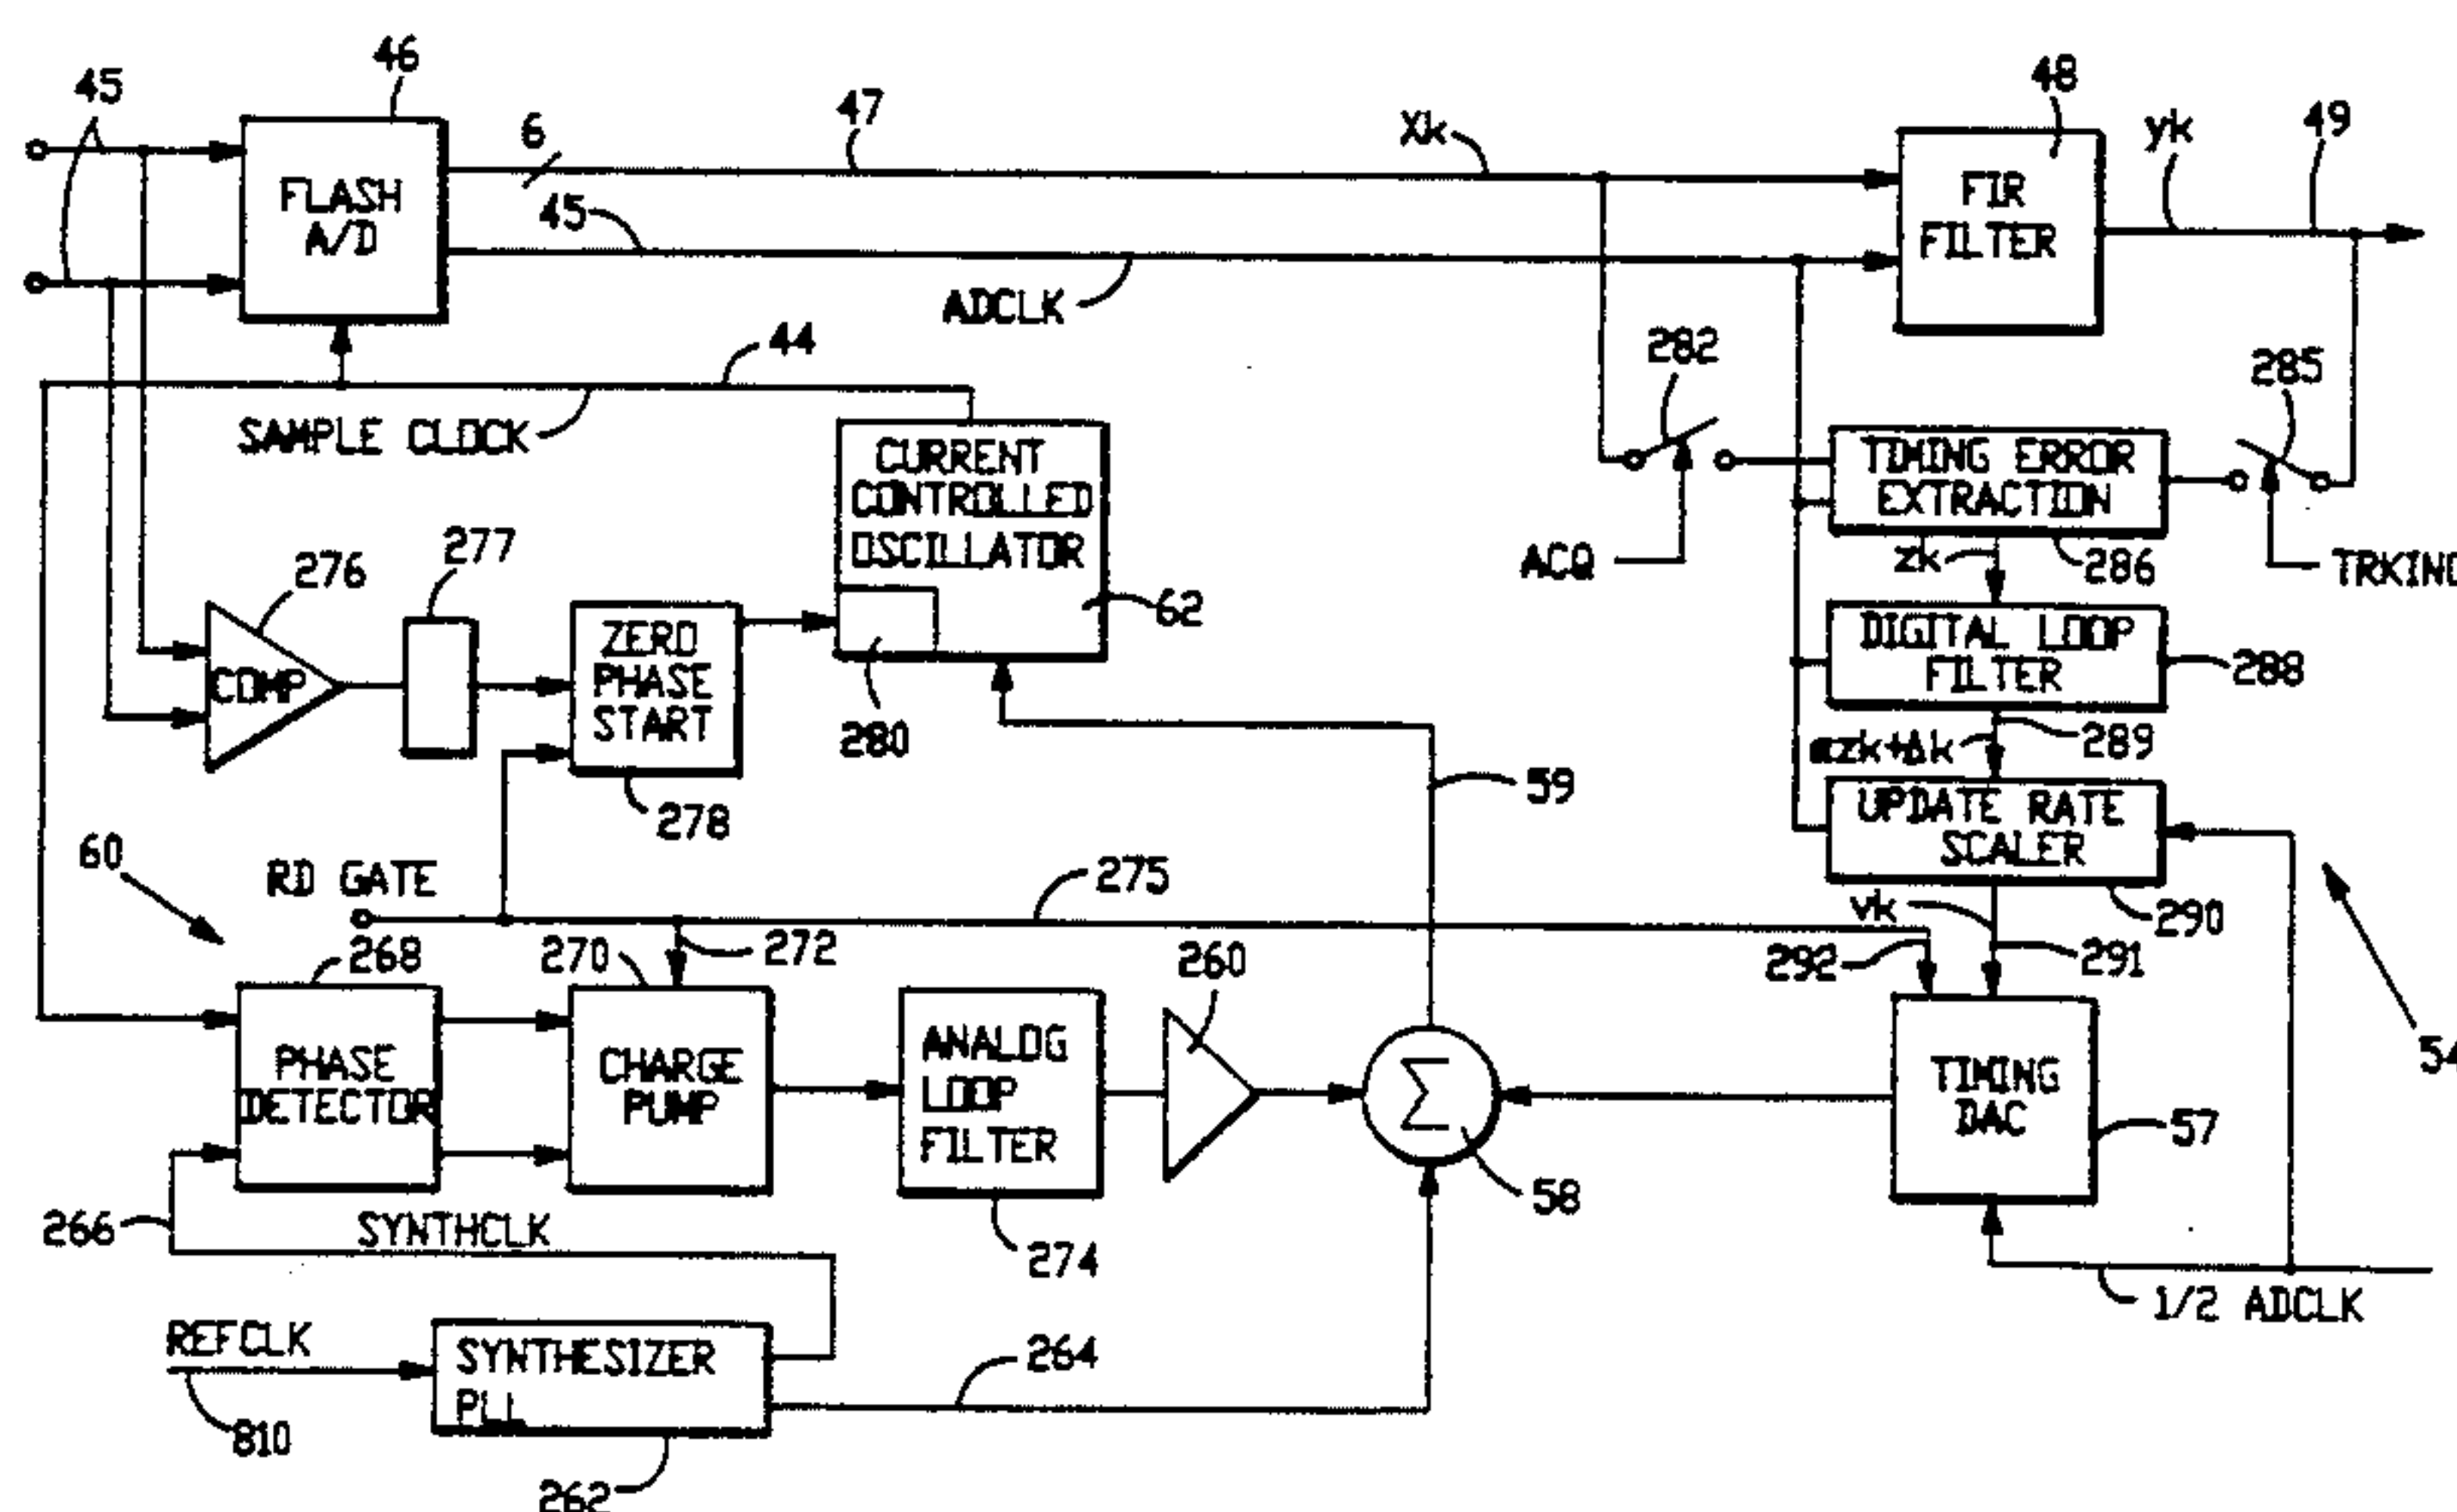 45
46
6
47
Xk
48
yk
49
FLASH
A/D
45
ADCLK
FIR
FILTER
44
SAMPLE CLOCK
282
285
CURRENT
CONTROLLED
OSCILLATOR
TIMING ERROR
EXTRACTION
ACQ
zk
286
276
277
62
280
COMP
ZERO
PHASE
START
278
DIGITAL LOOP
FILTER
288
289
59
UPDATE RATE
SCALER
290
60
RD GATE
275
vk
268
270
272
260
292
291
54
PHASE
DETECTOR
CHARGE
PUMP
ANALOG
LOOP
FILTER
Σ
58
TIMING
DAC
57
266
SYNTHCLK
274
1/2 ADCLK
REFCLK
810
SYNTHESIZER
PLL
264
262